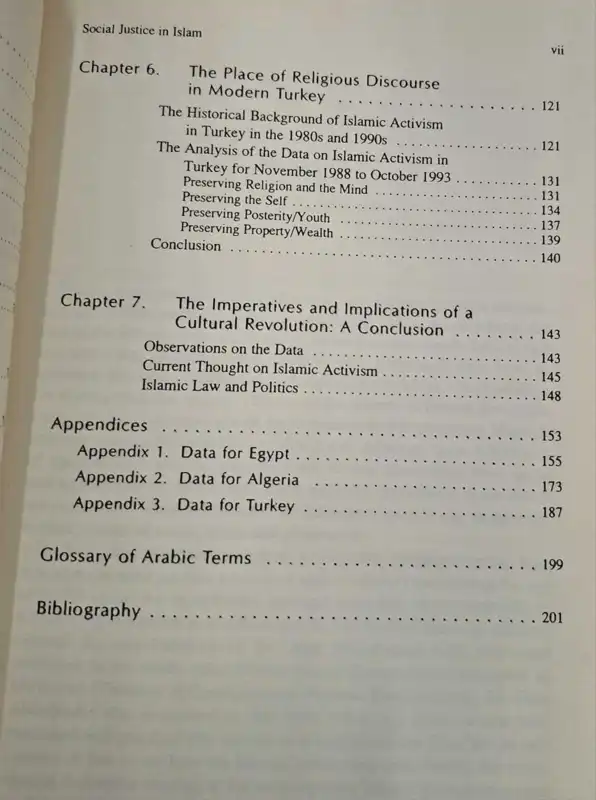 Social Justice in Islam
vii
Chapter 6. The Place of Religious Discourse
in Modern Turkey . . . . . . . . . . . . . . . . . . . . 121
The Historical Background of Islamic Activism
in Turkey in the 1980s and 1990s . . . . . . . . . . . . . . . . . . 121
The Analysis of the Data on Islamic Activism in
Turkey for November 1988 to October 1993 . . . . . . . . . . . 131
Preserving Religion and the Mind . . . . . . . . . . . . . . . . . . . . . 131
Preserving the Self . . . . . . . . . . . . . . . . . . . . . . . . . . . . . . 134
Preserving Posterity/Youth . . . . . . . . . . . . . . . . . . . . . . . . 137
Preserving Property/Wealth . . . . . . . . . . . . . . . . . . . . . . . . 139
Conclusion . . . . . . . . . . . . . . . . . . . . . . . . . . . . . . . . . . . . 140
Chapter 7. The Imperatives and Implications of a
Cultural Revolution: A Conclusion . . . . . . . . 143
Observations on the Data . . . . . . . . . . . . . . . . . . . . . . . . . . 143
Current Thought on Islamic Activism . . . . . . . . . . . . . . . . . . 145
Islamic Law and Politics . . . . . . . . . . . . . . . . . . . . . . . . . . . 148
Appendices . . . . . . . . . . . . . . . . . . . . . . . . . . . . . . . . . . 153
Appendix 1. Data for Egypt . . . . . . . . . . . . . . . . . . . . . . . 155
Appendix 2. Data for Algeria . . . . . . . . . . . . . . . . . . . . . 173
Appendix 3. Data for Turkey . . . . . . . . . . . . . . . . . . . . . . 187
Glossary of Arabic Terms . . . . . . . . . . . . . . . . . . . . . . . . . 199
Bibliography . . . . . . . . . . . . . . . . . . . . . . . . . . . . . . . . . . . 201